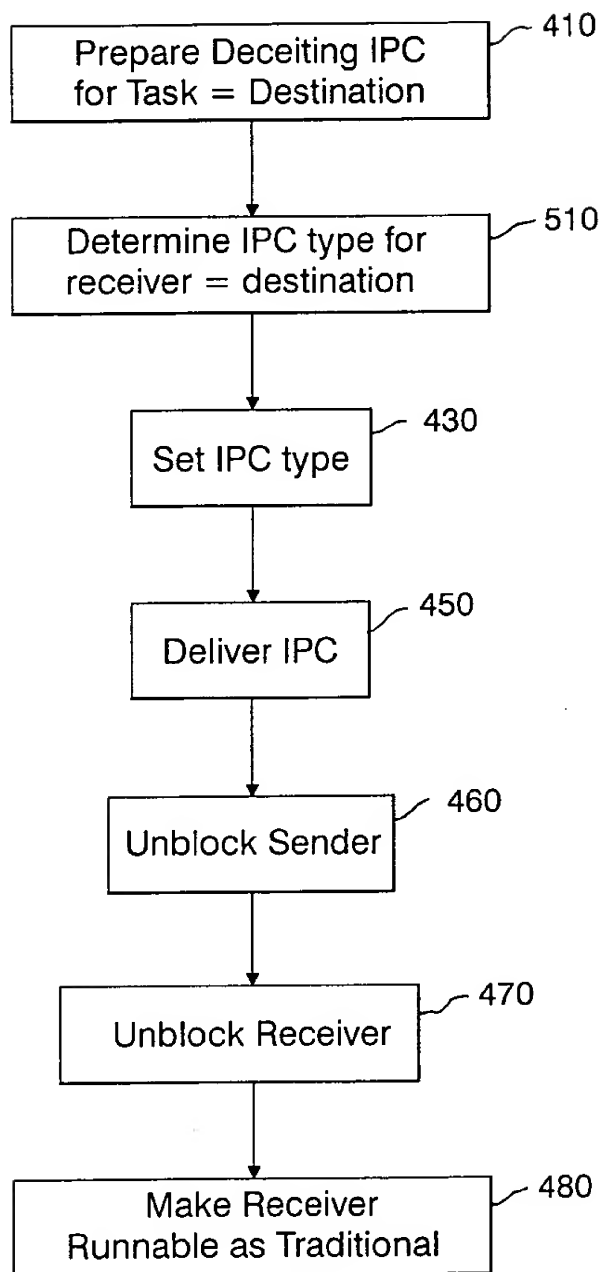 410
Prepare Deceiting IPC
for Task = Destination
510
Determine IPC type for
receiver = destination
430
Set IPC type
450
Deliver IPC
460
Unblock Sender
470
Unblock Receiver
480
Make Receiver
Runnable as Traditional